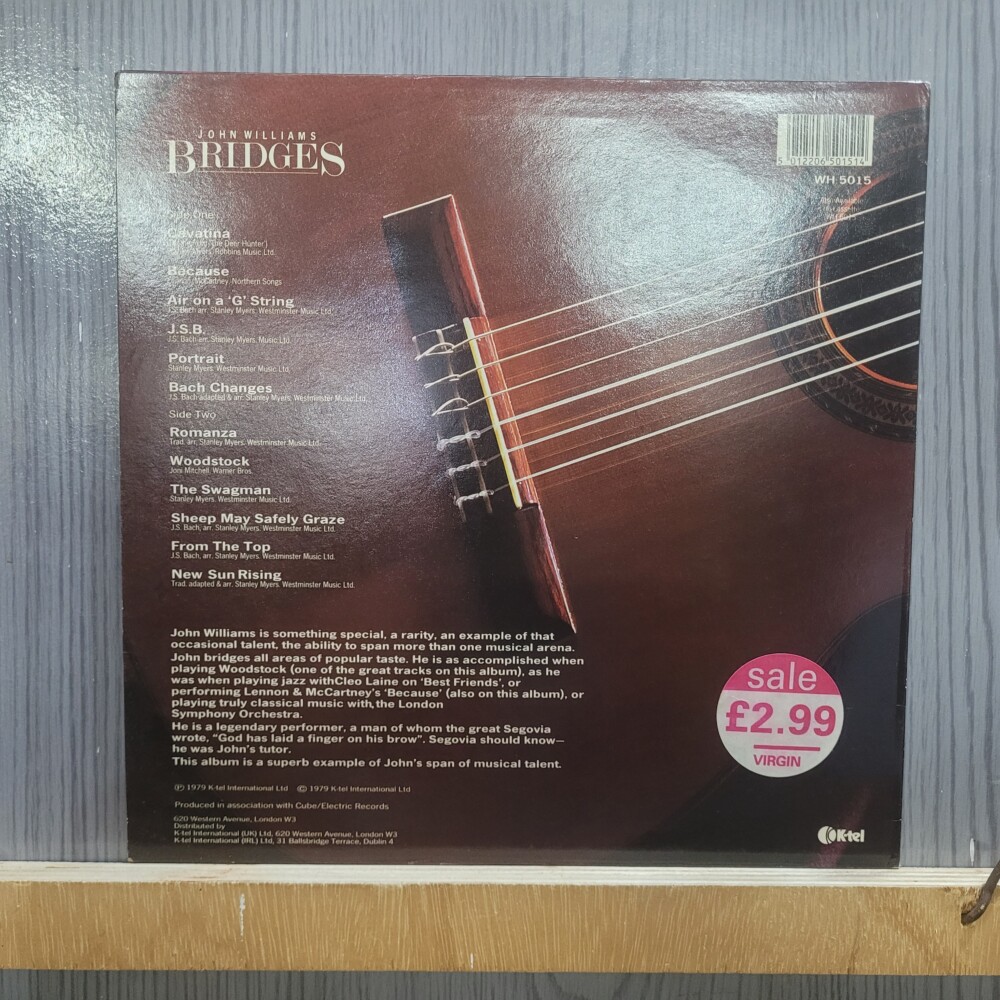 JOHN WILLIAMS
BRIDGES
5 012206 501514
WH 5015
Side One
Cavatina
Robbins Music Ltd.
Because
McCartney. Northern Songs
Air on a ‘G’ String
J.S. Bach arr. Stanley Myers. Westminster Music Ltd.
J.S.B.
J.S. Bach arr. Stanley Myers. Music Ltd.
Portrait
Stanley Myers. Westminster Music Ltd.
Bach Changes
J.S. Bach adapted & arr. Stanley Myers. Westminster Music Ltd.
Side Two
Romanza
Trad. arr. Stanley Myers. Westminster Music Ltd.
Woodstock
Joni Mitchell. Warner Bros.
The Swagman
Stanley Myers. Westminster Music Ltd.
Sheep May Safely Graze
J.S. Bach, arr. Stanley Myers. Westminster Music Ltd.
From The Top
J.S. Bach, arr. Stanley Myers. Westminster Music Ltd.
New Sun Rising
Trad. adapted & arr. Stanley Myers. Westminster Music Ltd.
John Williams is something special, a rarity, an example of that
occasional talent, the ability to span more than one musical arena.
John bridges all areas of popular taste. He is as accomplished when
playing Woodstock (one of the great tracks on this album), as he
was when playing jazz withCleo Laine on ‘Best Friends’, or
performing Lennon & McCartney's ‘Because’ (also on this album), or
playing truly classical music with the London
Symphony Orchestra.
He is a legendary performer, a man of whom the great Segovia
wrote, “God has laid a finger on his brow”. Segovia should know—
he was John's tutor.
This album is a superb example of John's span of musical talent.
℗ 1979 K-tel International Ltd © 1979 K-tel International Ltd
Produced in association with Cube/Electric Records
620 Western Avenue, London W3
Distributed by
K-tel International (UK) Ltd, 620 Western Avenue, London W3
K-tel International (IRL) Ltd, 31 Ballsbridge Terrace, Dublin 4
sale
£2.99
VIRGIN
K-tel